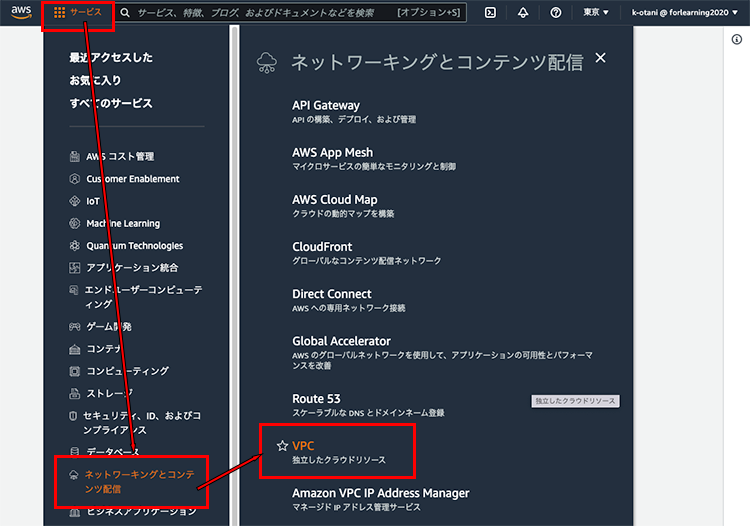 aws
サービス
サービス、特徴、ブログ、およびドキュメントなどを検索
[オプション+S]
東京 ▼
k-otani @ forlearning2020 ▼
最近アクセスした
お気に入り
すべてのサービス
AWS コスト管理
Customer Enablement
IoT
Machine Learning
Quantum Technologies
アプリケーション統合
エンドユーザーコンピューテ
ィング
ゲーム開発
コンテナ
コンピューティング
ストレージ
セキュリティ、ID、およびコ
ンプライアンス
データベース
ネットワーキングとコンテ
ンツ配信
ビジネスアプリケーション
ネットワーキングとコンテンツ配信
API Gateway
API の構築、デプロイ、および管理
AWS App Mesh
マイクロサービスの簡単なモニタリングと制御
AWS Cloud Map
クラウドの動的マップを構築
CloudFront
グローバルなコンテンツ配信ネットワーク
Direct Connect
AWS への専用ネットワーク接続
Global Accelerator
AWS のグローバルネットワークを使用して、アプリケーションの可用性とパフォーマ
ンスを改善
Route 53
スケーラブルな DNS とドメインネーム登録
独立したクラウドリソース
VPC
独立したクラウドリソース
Amazon VPC IP Address Manager
マネージド IP アドレス管理サービス